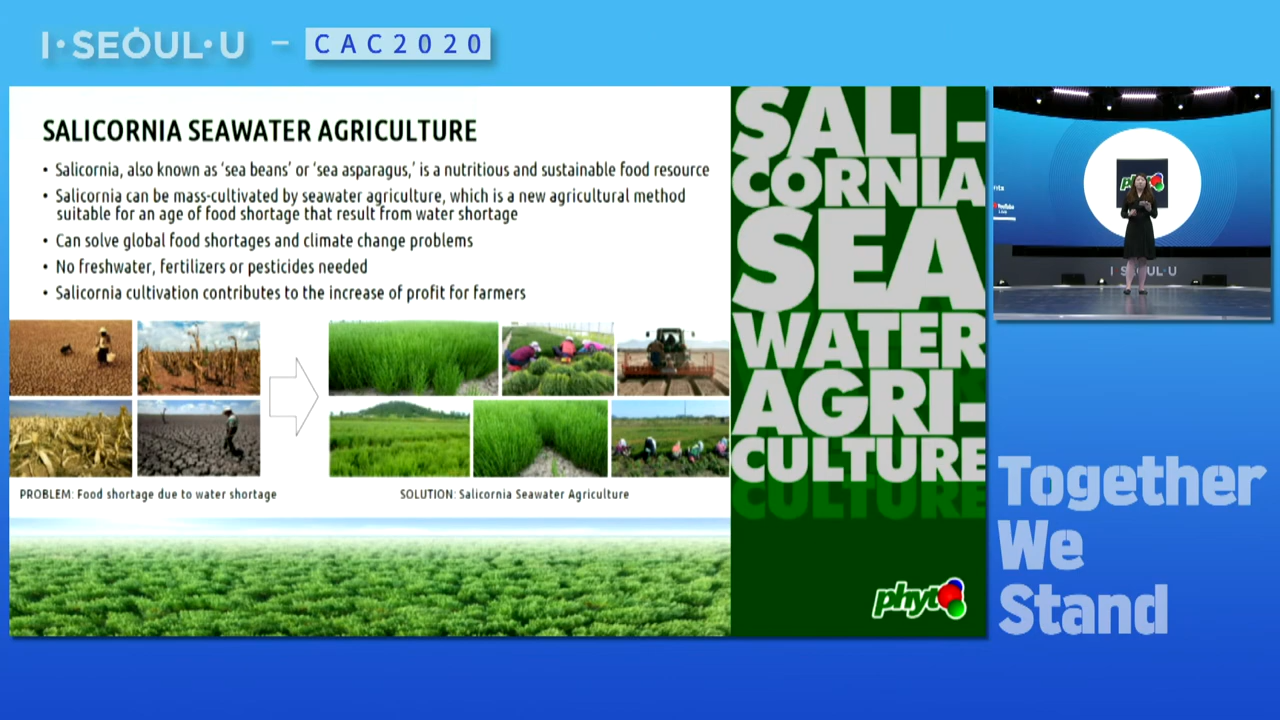 I·SEOUL·U – CAC2020
SALICORNIA SEAWATER AGRICULTURE
• Salicornia, also known as ‘sea beans’ or ‘sea asparagus,’ is a nutritious and sustainable food resource
• Salicornia can be mass-cultivated by seawater agriculture, which is a new agricultural method
suitable for an age of food shortage that result from water shortage
• Can solve global food shortages and climate change problems
• No freshwater, fertilizers or pesticides needed
• Salicornia cultivation contributes to the increase of profit for farmers
PROBLEM: Food shortage due to water shortage
SOLUTION: Salicornia Seawater Agriculture
SALI-
CORNIA
SEA
WATER
AGRI-
CULTURE
CULTURE
phyto
YouTube
I SEOUL·U
Together
We
Stand